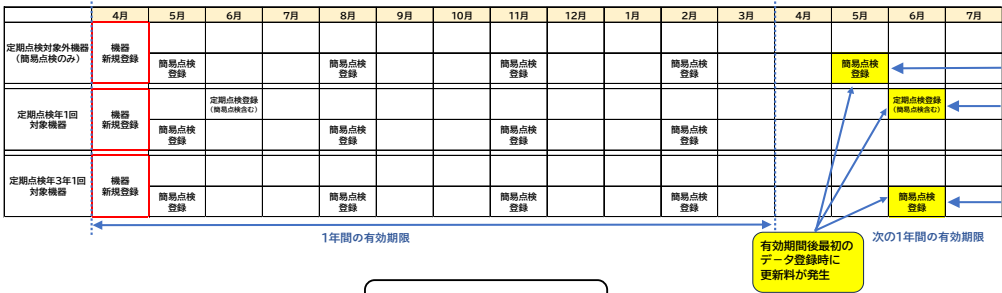 4月 5月 6月 7月 8月 9月 10月 11月 12月 1月 2月 3月 4月 5月 6月 7月
定期点検対象外機器
(簡易点検のみ)
機器
新規登録
簡易点検
登録
簡易点検
登録
簡易点検
登録
簡易点検
登録
簡易点検
登録
定期点検年1回
対象機器
機器
新規登録
定期点検登録
(簡易点検含む)
定期点検登録
(簡易点検含む)
簡易点検
登録
簡易点検
登録
簡易点検
登録
簡易点検
登録
定期点検年3年1回
対象機器
機器
新規登録
簡易点検
登録
簡易点検
登録
簡易点検
登録
簡易点検
登録
簡易点検
登録
1年間の有効期限
次の1年間の有効期限
有効期間後最初の
データ登録時に
更新料が発生